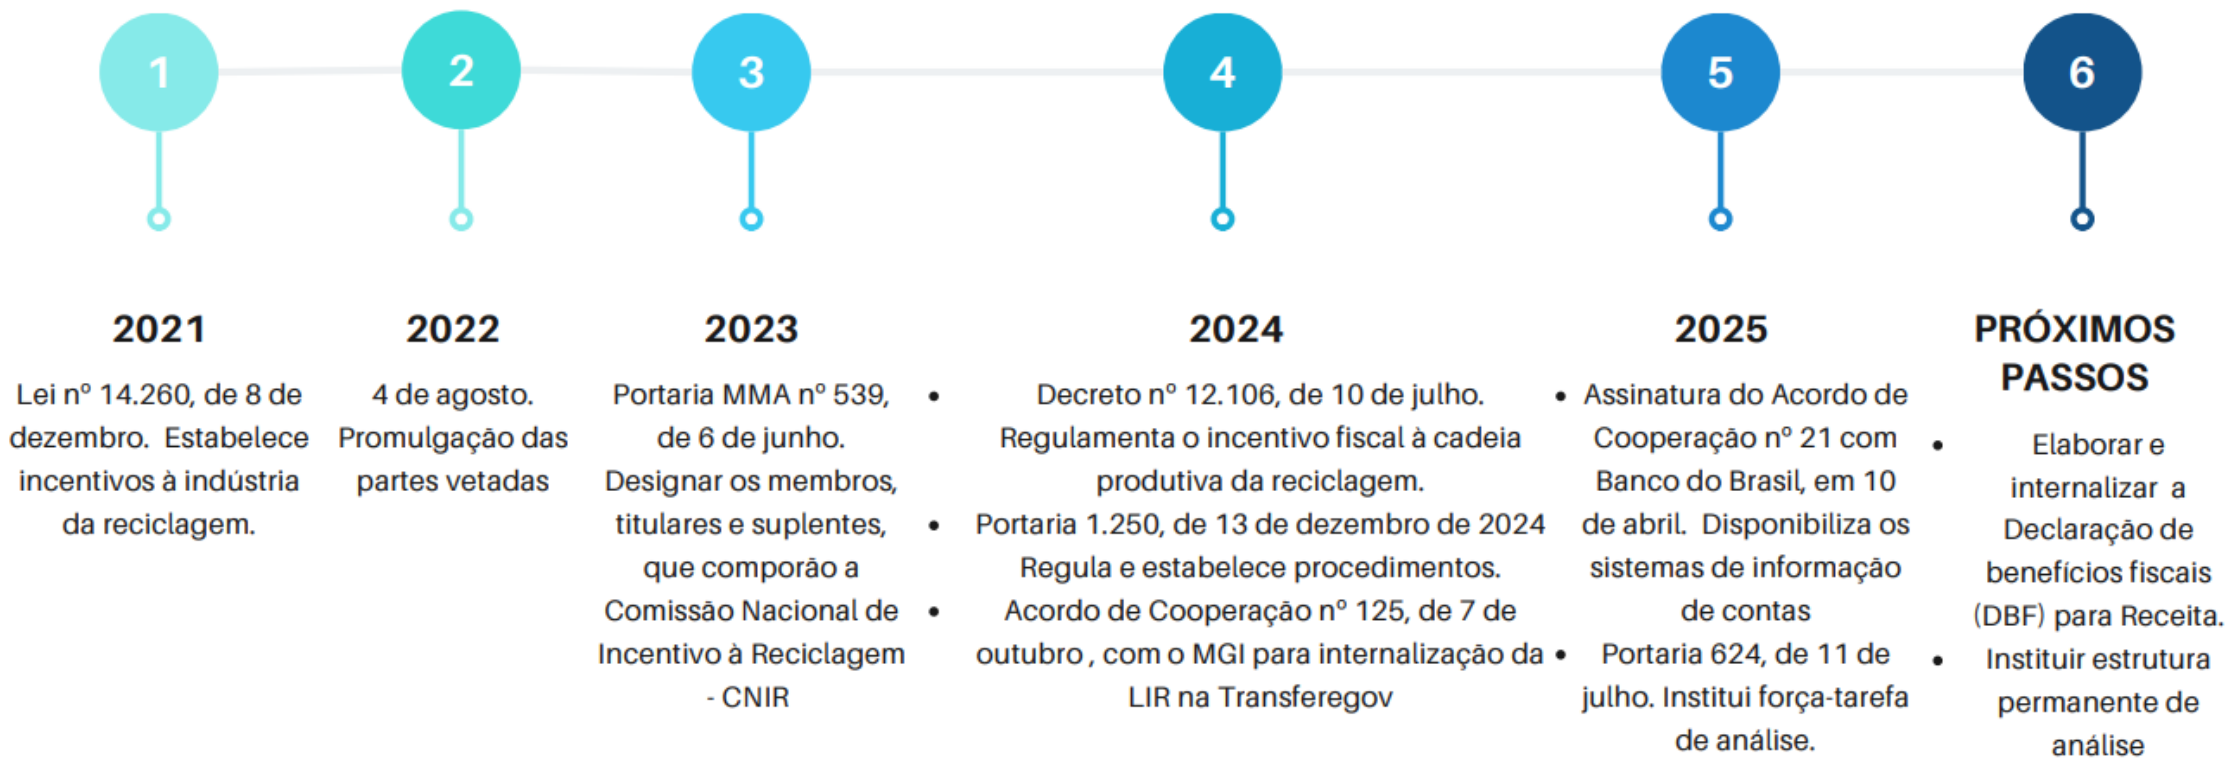 1
2
3
4
5
6
2021
Lei nº 14.260, de 8 de
dezembro. Estabelece
incentivos à indústria
da reciclagem.
2022
4 de agosto.
Promulgação das
partes vetadas
2023
Portaria MMA nº 539,
de 6 de junho.
Designar os membros,
titulares e suplentes,
que comporão a
Comissão Nacional de
Incentivo à Reciclagem
- CNIR
2024
• Decreto nº 12.106, de 10 de julho.
Regulamenta o incentivo fiscal à cadeia
produtiva da reciclagem.
• Portaria 1.250, de 13 de dezembro de 2024
Regula e estabelece procedimentos.
• Acordo de Cooperação nº 125, de 7 de
outubro , com o MGI para internalização da
LIR na Transferegov
2025
• Assinatura do Acordo de
Cooperação nº 21 com
Banco do Brasil, em 10
de abril. Disponibiliza os
sistemas de informação
de contas
• Portaria 624, de 11 de
julho. Institui força-tarefa
de análise.
PRÓXIMOS
PASSOS
• Elaborar e
internalizar a
Declaração de
benefícios fiscais
(DBF) para Receita.
• Instituir estrutura
permanente de
análise